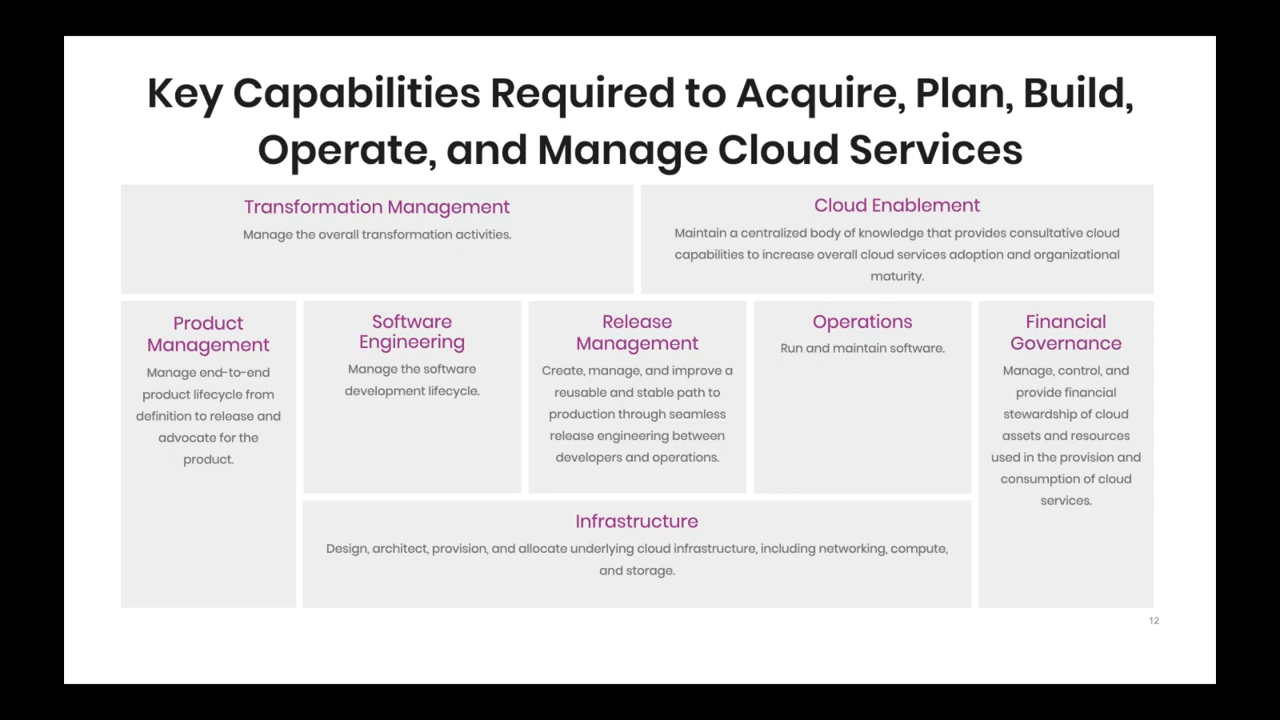 Key Capabilities Required to Acquire, Plan, Build,
Operate, and Manage Cloud Services
Transformation Management
Manage the overall transformation activities.
Cloud Enablement
Maintain a centralized body of knowledge that provides consultative cloud
capabilities to increase overall cloud services adoption and organizational
maturity.
Product
Management
Manage end-to-end
product lifecycle from
definition to release and
advocate for the
product.
Software
Engineering
Manage the software
development lifecycle.
Release
Management
Create, manage, and improve a
reusable and stable path to
production through seamless
release engineering between
developers and operations.
Operations
Run and maintain software.
Financial
Governance
Manage, control, and
provide financial
stewardship of cloud
assets and resources
used in the provision and
consumption of cloud
services.
Infrastructure
Design, architect, provision, and allocate underlying cloud infrastructure, including networking, compute,
and storage.
12